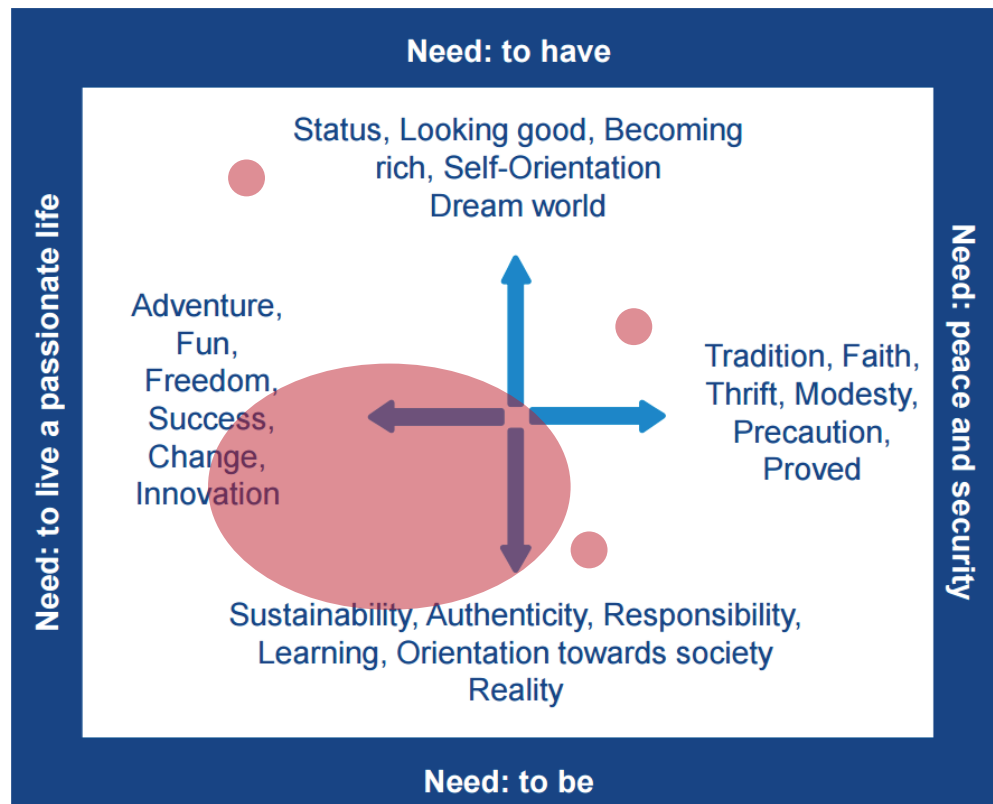 Need: to have
Status, Looking good, Becoming
rich, Self-Orientation
Dream world
Need: to live a passionate life
Adventure,
Fun,
Freedom,
Success,
Change,
Innovation
Tradition, Faith,
Thrift, Modesty,
Precaution,
Proved
Need: peace and security
Sustainability, Authenticity, Responsibility,
Learning, Orientation towards society
Reality
Need: to be